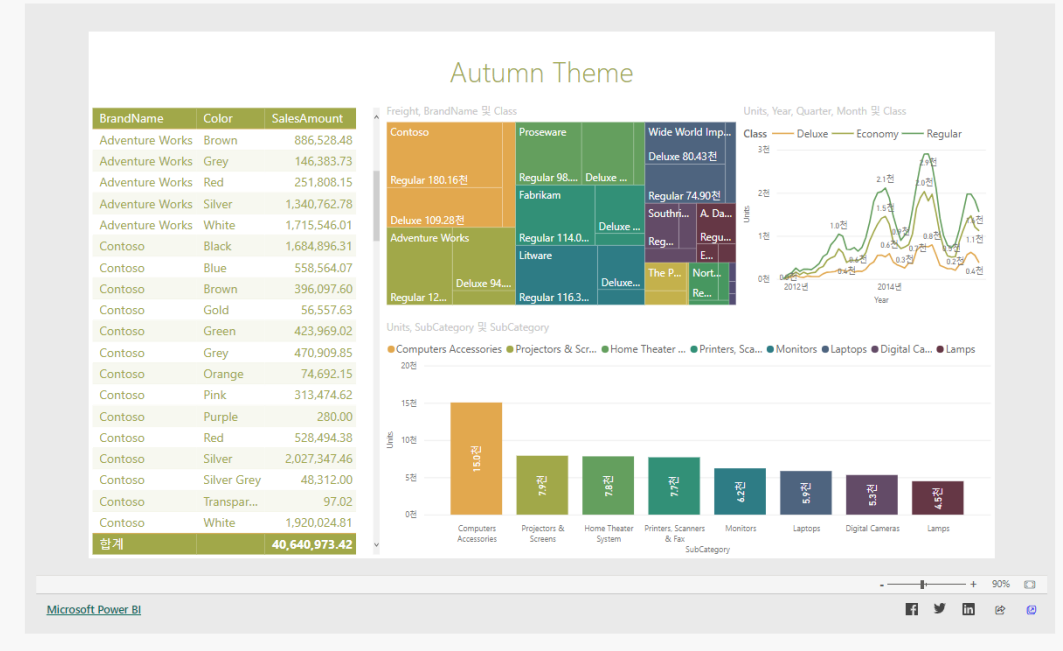 Autumn Theme
BrandName Color SalesAmount
Adventure Works Brown 886,528.48
Adventure Works Grey 146,383.73
Adventure Works Red 251,808.15
Adventure Works Silver 1,340,762.78
Adventure Works White 1,715,546.01
Contoso Black 1,684,896.31
Contoso Blue 558,564.07
Contoso Brown 396,097.60
Contoso Gold 56,557.63
Contoso Green 423,969.02
Contoso Grey 470,909.85
Contoso Orange 74,692.15
Contoso Pink 313,474.62
Contoso Purple 280.00
Contoso Red 528,494.38
Contoso Silver 2,027,347.46
Contoso Silver Grey 48,312.00
Contoso Transpar... 97.02
Contoso White 1,920,024.81
합계 40,640,973.42
Freight, BrandName 및 Class
Contoso
Regular 180.16천
Deluxe 109.28천
Adventure Works
Regular 12...
Deluxe 94....
Proseware
Regular 98....
Deluxe ...
Fabrikam
Regular 114.0...
Deluxe ...
Litware
Regular 116.3...
Deluxe...
Wide World Imp...
Deluxe 80.43천
Regular 74.90천
Southri...
Reg...
A. Da...
Regu...
E...
The P...
Nort...
Re...
Units, Year, Quarter, Month 및 Class
Class Deluxe Economy Regular
3천
2천
1천
0천
Units
2.9천
2.1천
2.0천
1.5천
1.0천
0.8천
0.6천
0.3천
0.2천
1.1천
0.4천
2012년 2014년
Year
Units, SubCategory 및 SubCategory
Computers Accessories Projectors & Scr... Home Theater ... Printers, Sca... Monitors Laptops Digital Ca... Lamps
20천
15천
10천
5천
0천
Units
15.0천
7.9천
7.8천
7.7천
6.2천
5.9천
5.3천
4.5천
Computers Accessories
Projectors & Screens
Home Theater System
Printers, Scanners & Fax
Monitors
Laptops
Digital Cameras
Lamps
SubCategory
- + 90%
Microsoft Power BI